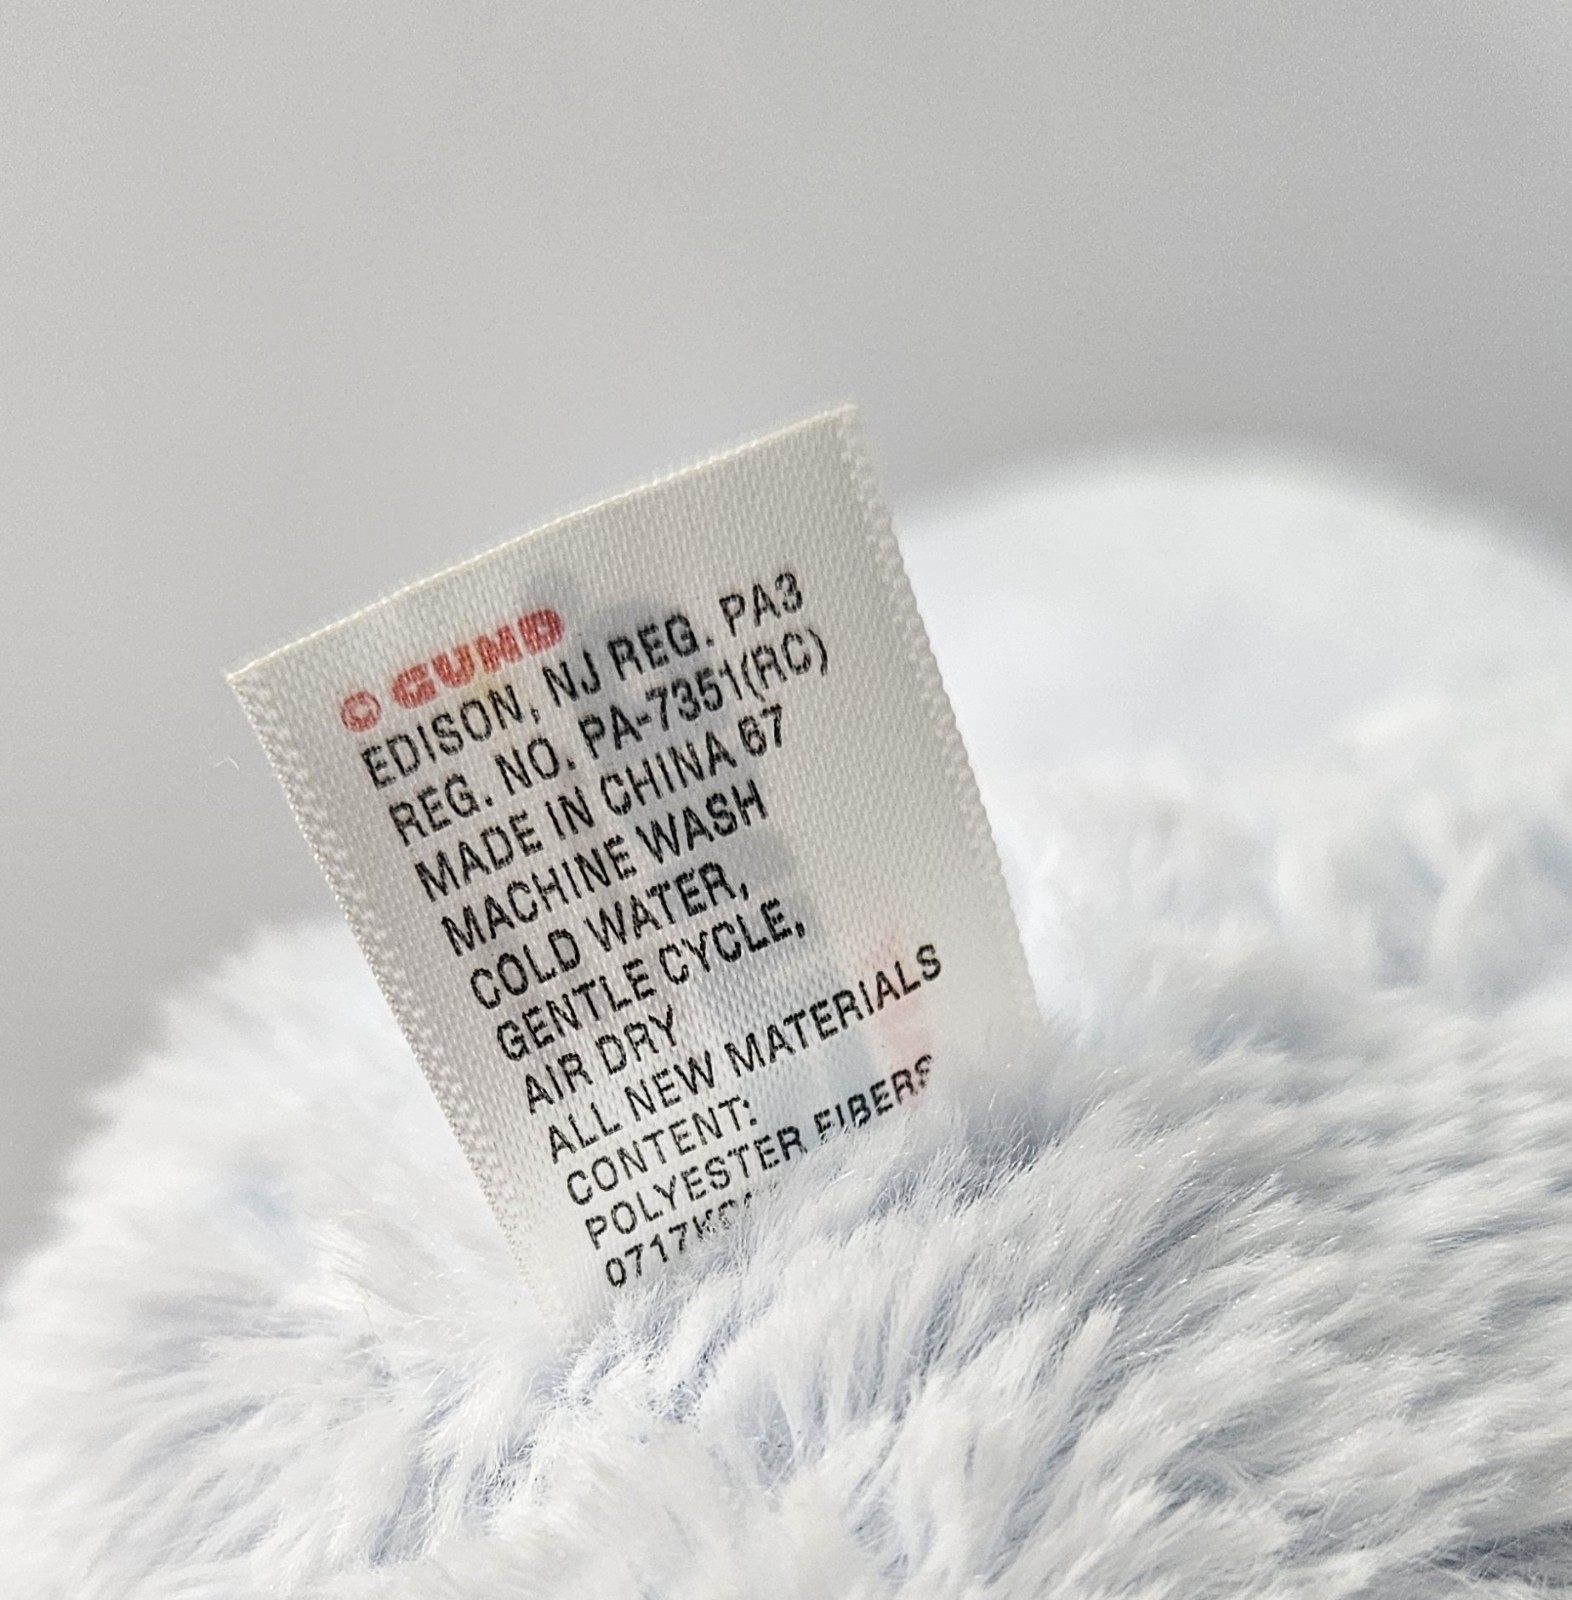 © GUND
EDISON, NJ REG. PA3
REG. NO. PA-7351(RC)
MADE IN CHINA 67
MACHINE WASH
COLD WATER,
GENTLE CYCLE,
AIR DRY
ALL NEW MATERIALS
CONTENT:
POLYESTER FIBERS